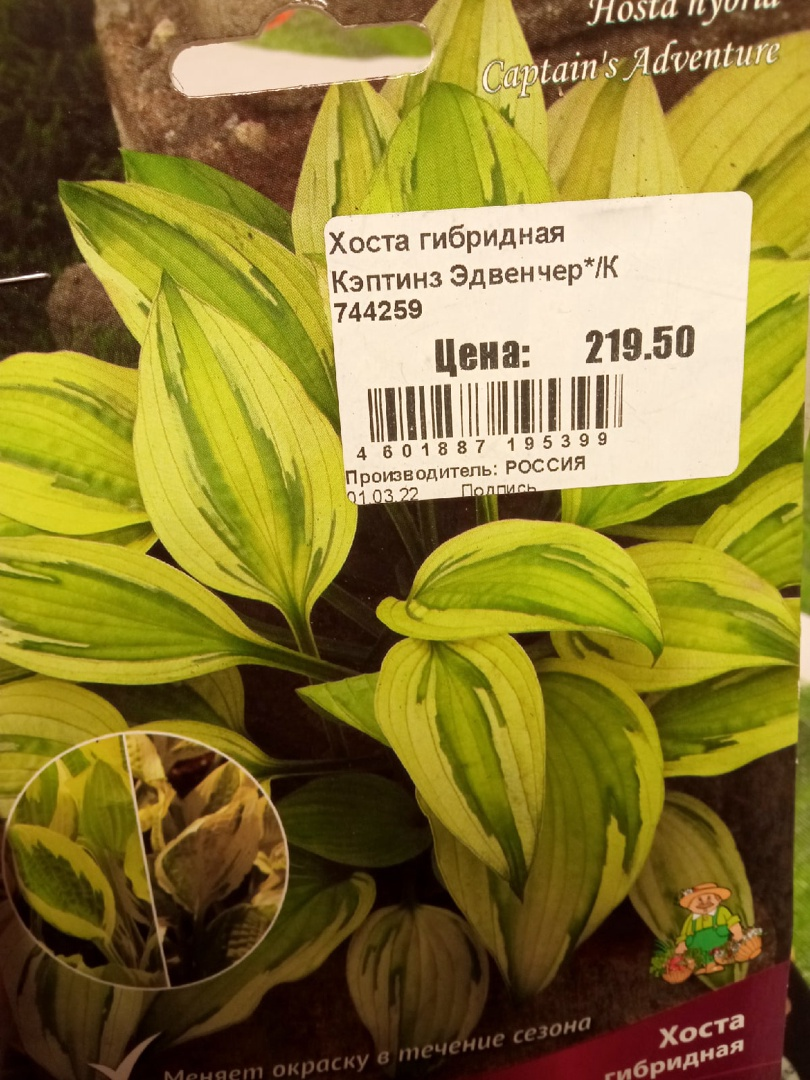 Hosta hybrid
Captain's Adventure
Хоста гибридная
Кэптинз Эдвенчер*/К
744259
Цена: 219.50
4 601887 195399
Производитель: РОССИЯ
01.03.22 Подпись
Меняет окраску в течение сезона
Хоста
гибридная